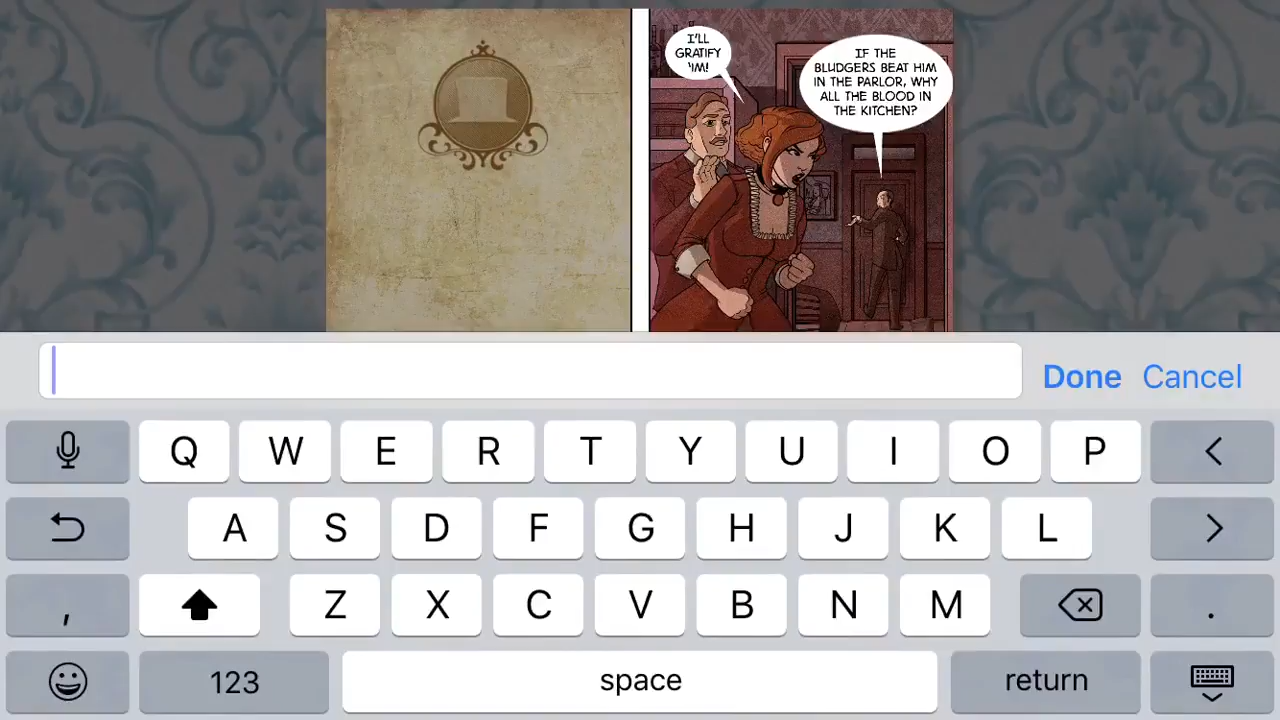 I'LL
GRATIFY
'IM!
IF THE
BLUDGERS BEAT HIM
IN THE PARLOR, WHY
ALL THE BLOOD IN
THE KITCHEN?
Done Cancel
Q W E R T Y U I O P <
A S D F G H J K L >
, Z X C V B N M .
123 space return